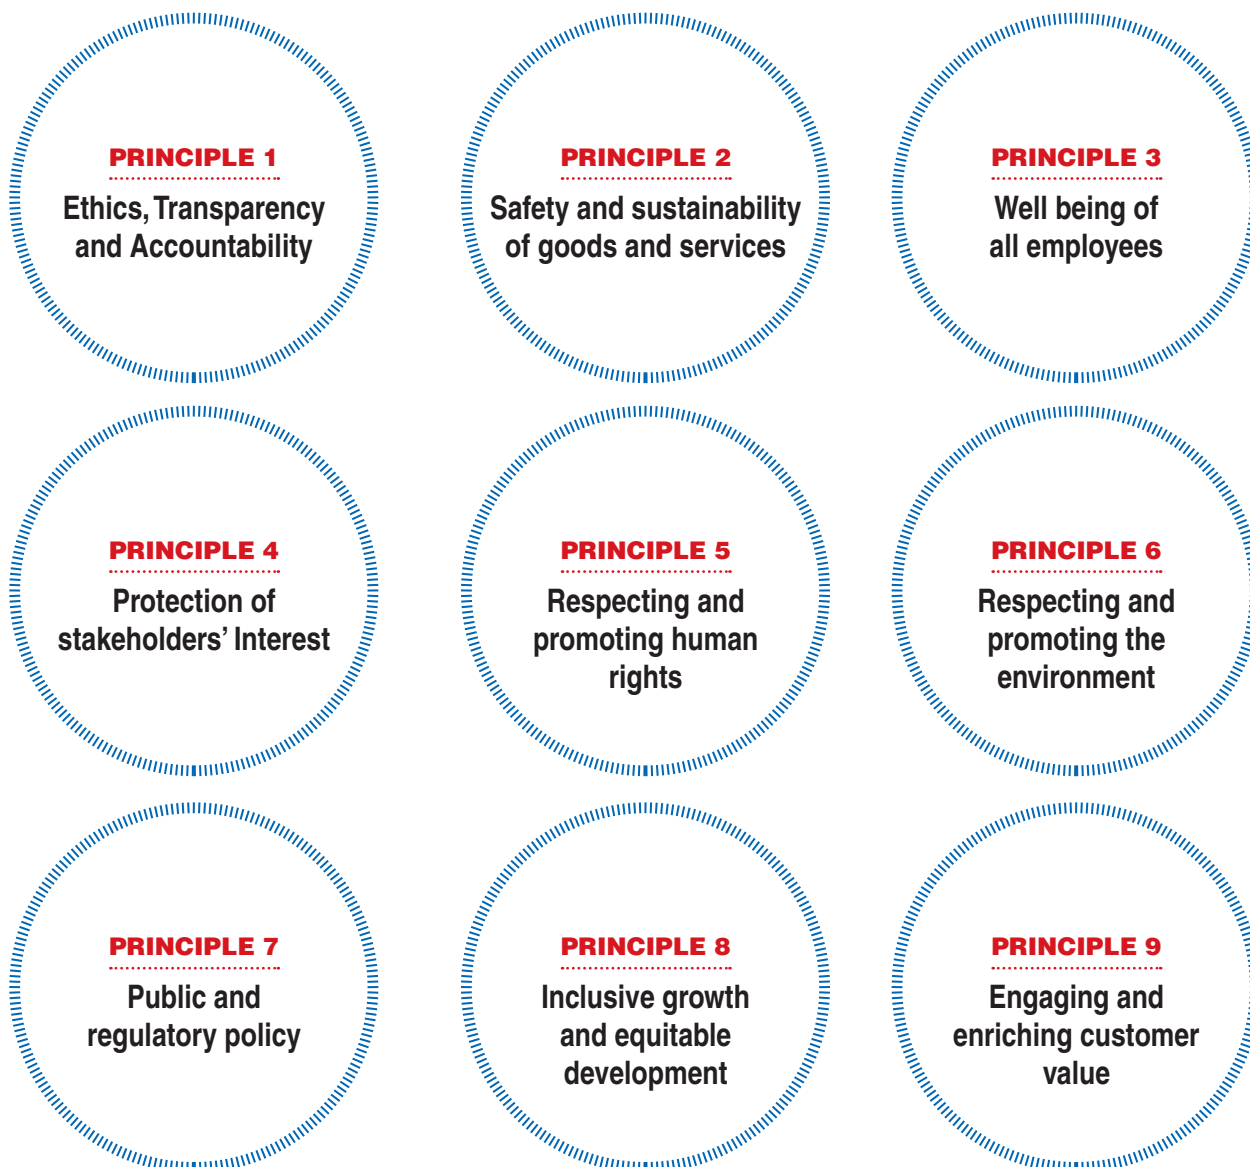 PRINCIPLE 1
Ethics, Transparency
and Accountability
PRINCIPLE 2
Safety and sustainability
of goods and services
PRINCIPLE 3
Well being of
all employees
PRINCIPLE 4
Protection of
stakeholders’ Interest
PRINCIPLE 5
Respecting and
promoting human
rights
PRINCIPLE 6
Respecting and
promoting the
environment
PRINCIPLE 7
Public and
regulatory policy
PRINCIPLE 8
Inclusive growth
and equitable
development
PRINCIPLE 9
Engaging and
enriching customer
value